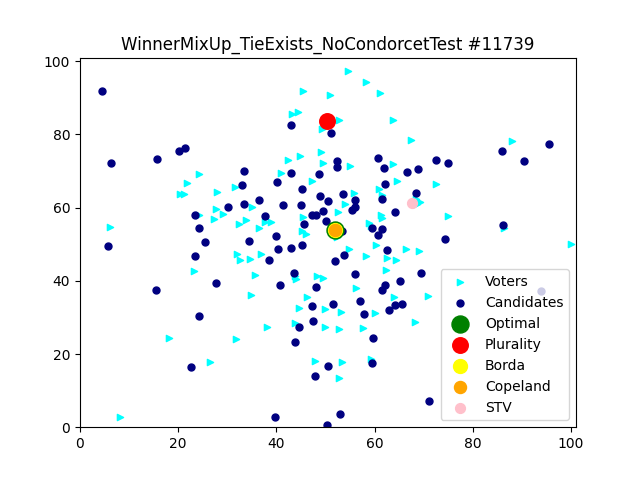 WinnerMixUp_TieExists_NoCondorcetTest #11739
100
80
60
40
20
0
0 20 40 60 80 100
Voters
Candidates
Optimal
Plurality
Borda
Copeland
STV